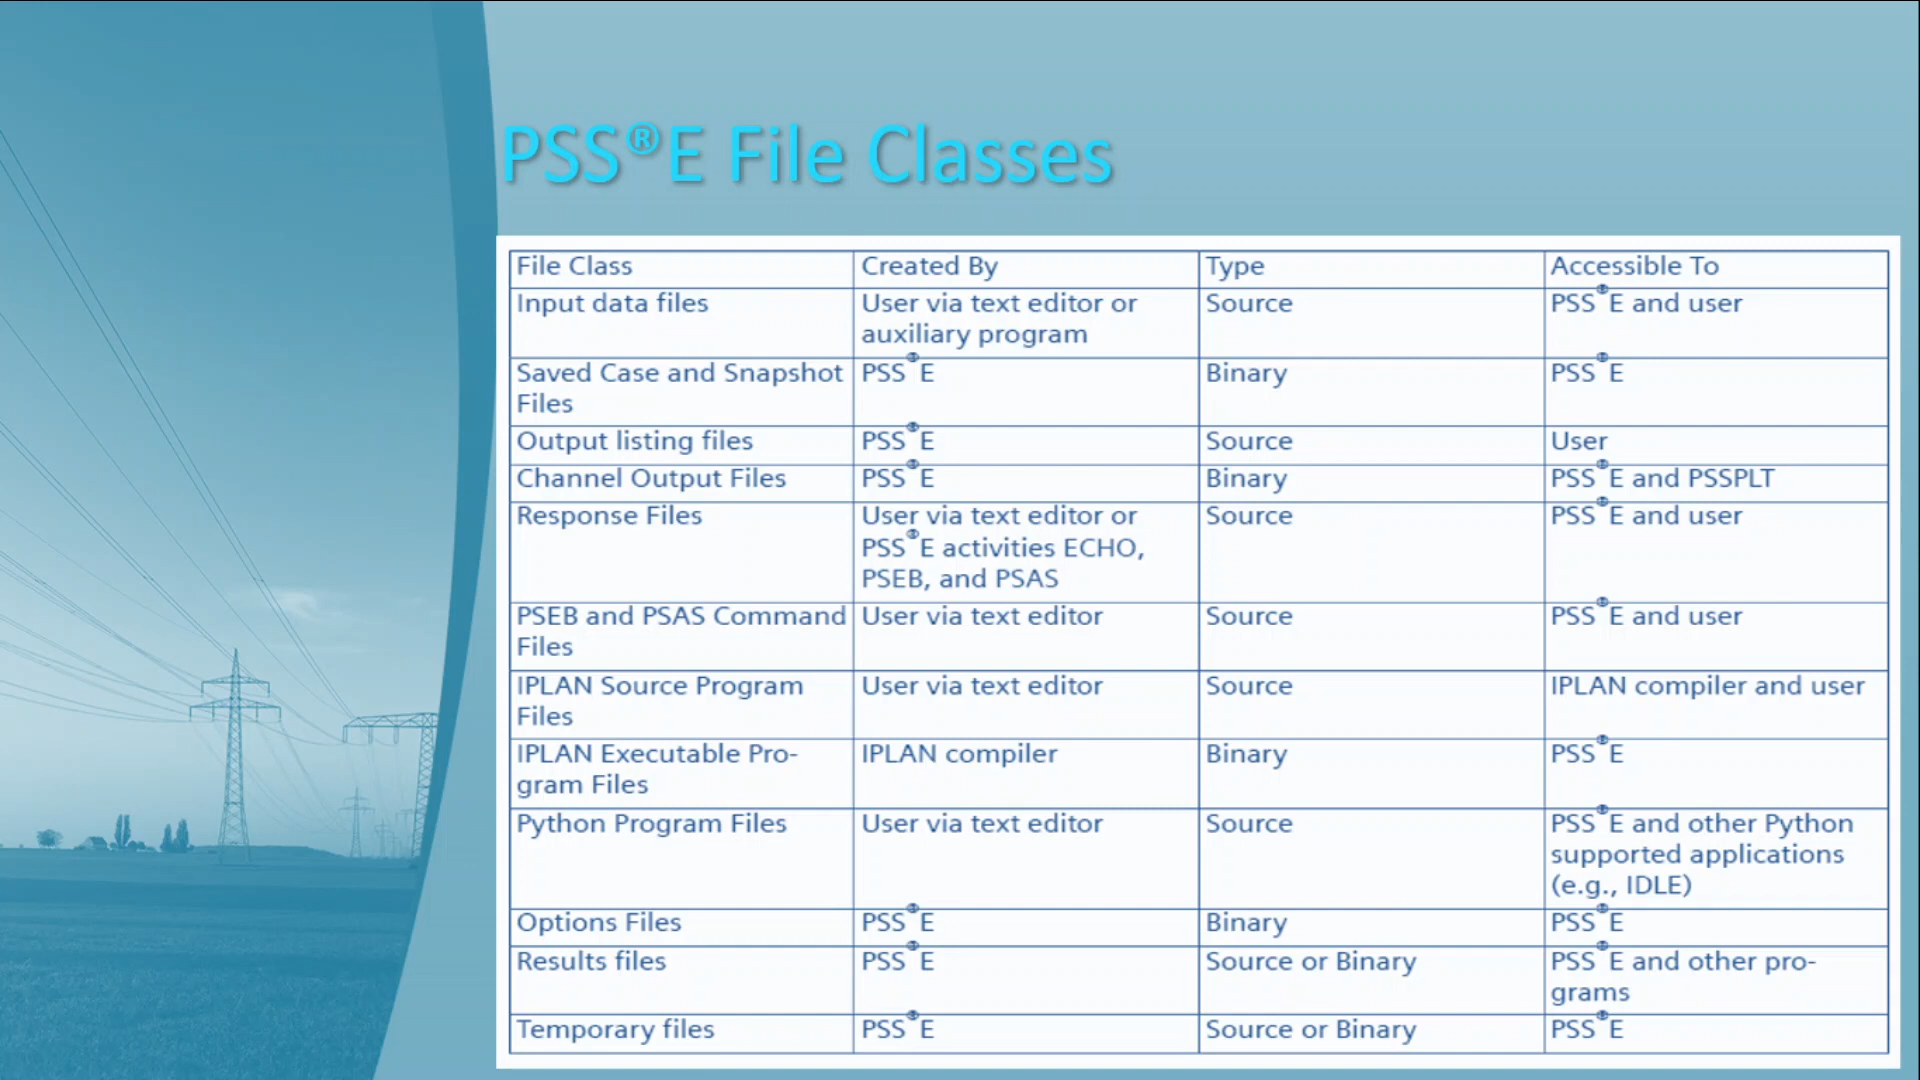 PSS®E File Classes
File Class Created By Type Accessible To
Input data files User via text editor or Source PSS®E and user
auxiliary program
Saved Case and Snapshot PSS®E Binary PSS®E
Files
Output listing files PSS®E Source User
Channel Output Files PSS®E Binary PSS®E and PSSPLT
Response Files User via text editor or Source PSS®E and user
PSS®E activities ECHO,
PSEB, and PSAS
PSEB and PSAS Command User via text editor Source PSS®E and user
Files
IPLAN Source Program User via text editor Source IPLAN compiler and user
Files
IPLAN Executable Pro- IPLAN compiler Binary PSS®E
gram Files
Python Program Files User via text editor Source PSS®E and other Python
supported applications
(e.g., IDLE)
Options Files PSS®E Binary PSS®E
Results files PSS®E Source or Binary PSS®E and other pro-
grams
Temporary files PSS®E Source or Binary PSS®E